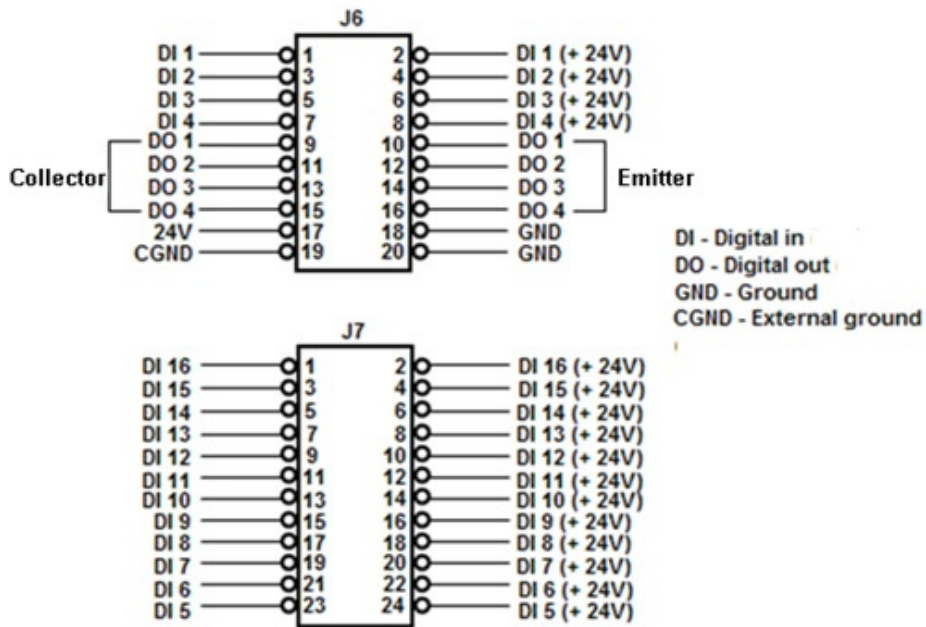 J6
DI 1 1 2 DI 1 (+ 24V)
DI 2 3 4 DI 2 (+ 24V)
DI 3 5 6 DI 3 (+ 24V)
DI 4 7 8 DI 4 (+ 24V)
DO 1 9 10 DO 1
DO 2 11 12 DO 2
Collector Emitter
DO 3 13 14 DO 3
DO 4 15 16 DO 4
24V 17 18 GND
CGND 19 20 GND
DI - Digital in
DO - Digital out
GND - Ground
CGND - External ground
J7
DI 16 1 2 DI 16 (+ 24V)
DI 15 3 4 DI 15 (+ 24V)
DI 14 5 6 DI 14 (+ 24V)
DI 13 7 8 DI 13 (+ 24V)
DI 12 9 10 DI 12 (+ 24V)
DI 11 11 12 DI 11 (+ 24V)
DI 10 13 14 DI 10 (+ 24V)
DI 9 15 16 DI 9 (+ 24V)
DI 8 17 18 DI 8 (+ 24V)
DI 7 19 20 DI 7 (+ 24V)
DI 6 21 22 DI 6 (+ 24V)
DI 5 23 24 DI 5 (+ 24V)